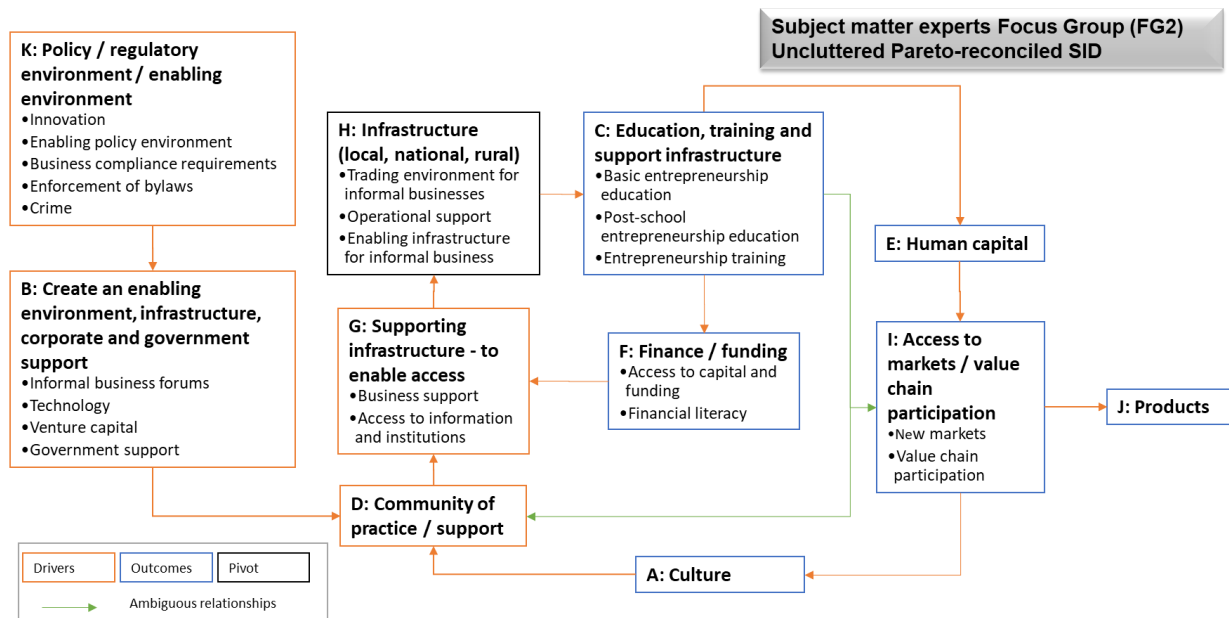 Subject matter experts Focus Group (FG2)
Uncluttered Pareto-reconciled SID
K: Policy / regulatory
environment / enabling
environment
•Innovation
•Enabling policy environment
•Business compliance requirements
•Enforcement of bylaws
•Crime
B: Create an enabling
environment, infrastructure,
corporate and government
support
•Informal business forums
•Technology
•Venture capital
•Government support
H: Infrastructure
(local, national, rural)
•Trading environment for
informal businesses
•Operational support
•Enabling infrastructure
for informal business
G: Supporting
infrastructure - to
enable access
•Business support
•Access to information
and institutions
D: Community of
practice / support
C: Education, training and
support infrastructure
•Basic entrepreneurship
education
•Post-school
entrepreneurship education
•Entrepreneurship training
F: Finance / funding
•Access to capital and
funding
•Financial literacy
A: Culture
E: Human capital
I: Access to
markets / value
chain
participation
•New markets
•Value chain
participation
J: Products
Drivers
Outcomes
Pivot
Ambiguous relationships